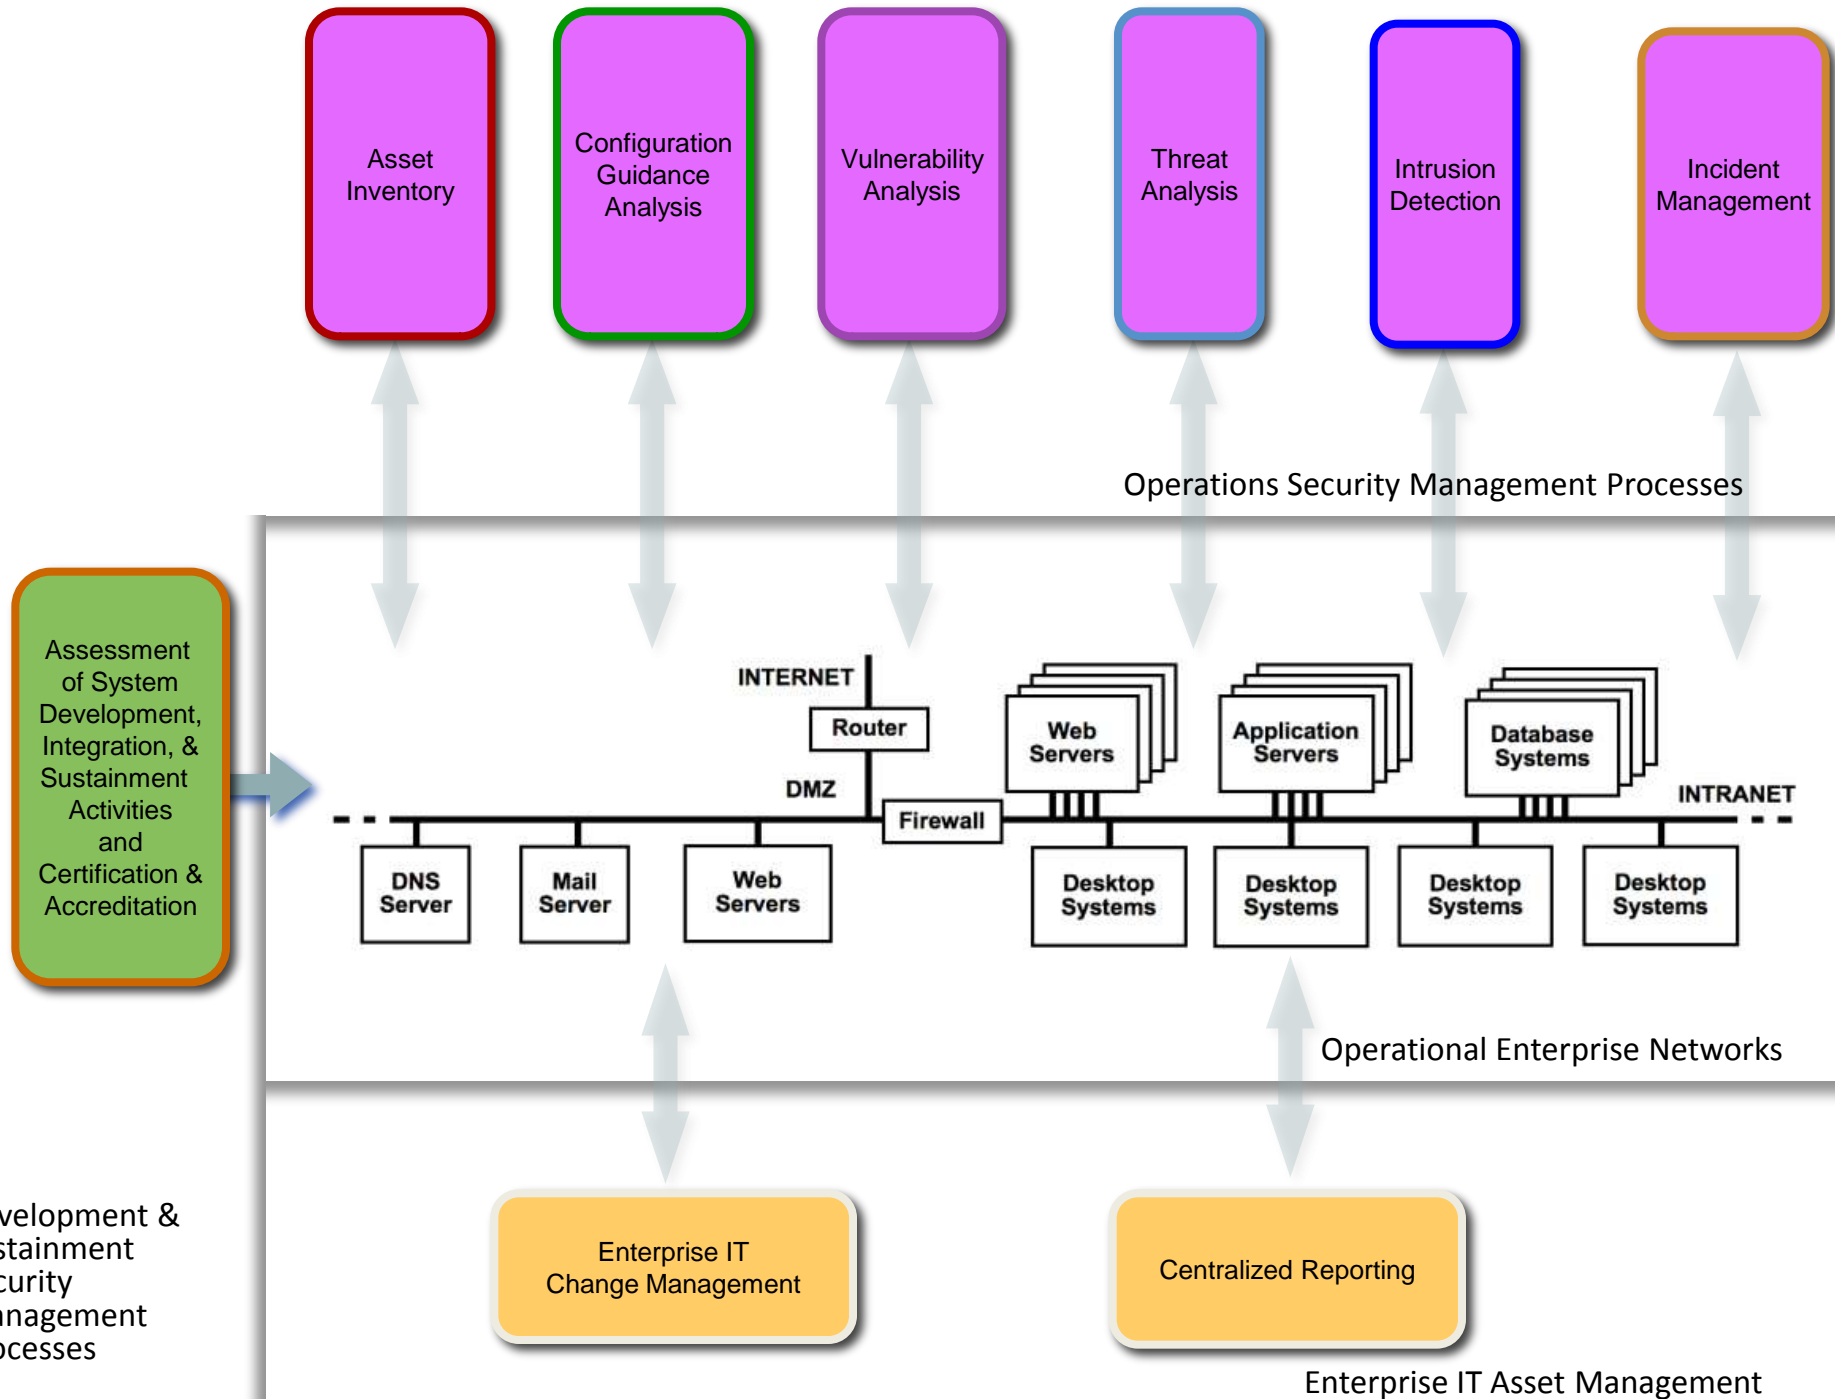 Asset
Inventory
Configuration
Guidance
Analysis
Vulnerability
Analysis
Threat
Analysis
Intrusion
Detection
Incident
Management
Operations Security Management Processes
Assessment
of System
Development,
Integration, &
Sustainment
Activities
and
Certification &
Accreditation
INTERNET
Router
DMZ
Firewall
Web
Servers
Application
Servers
Database
Systems
INTRANET
DNS
Server
Mail
Server
Web
Servers
Desktop
Systems
Desktop
Systems
Desktop
Systems
Desktop
Systems
Operational Enterprise Networks
velopment &
stainment
curity
anagement
ocesses
Enterprise IT
Change Management
Centralized Reporting
Enterprise IT Asset Management